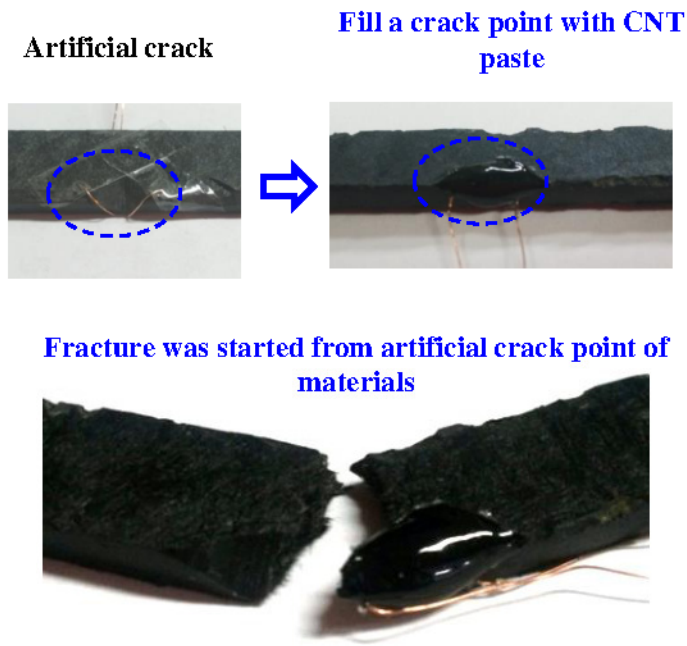 Artificial crack
Fill a crack point with CNT
paste
Fracture was started from artificial crack point of
materials